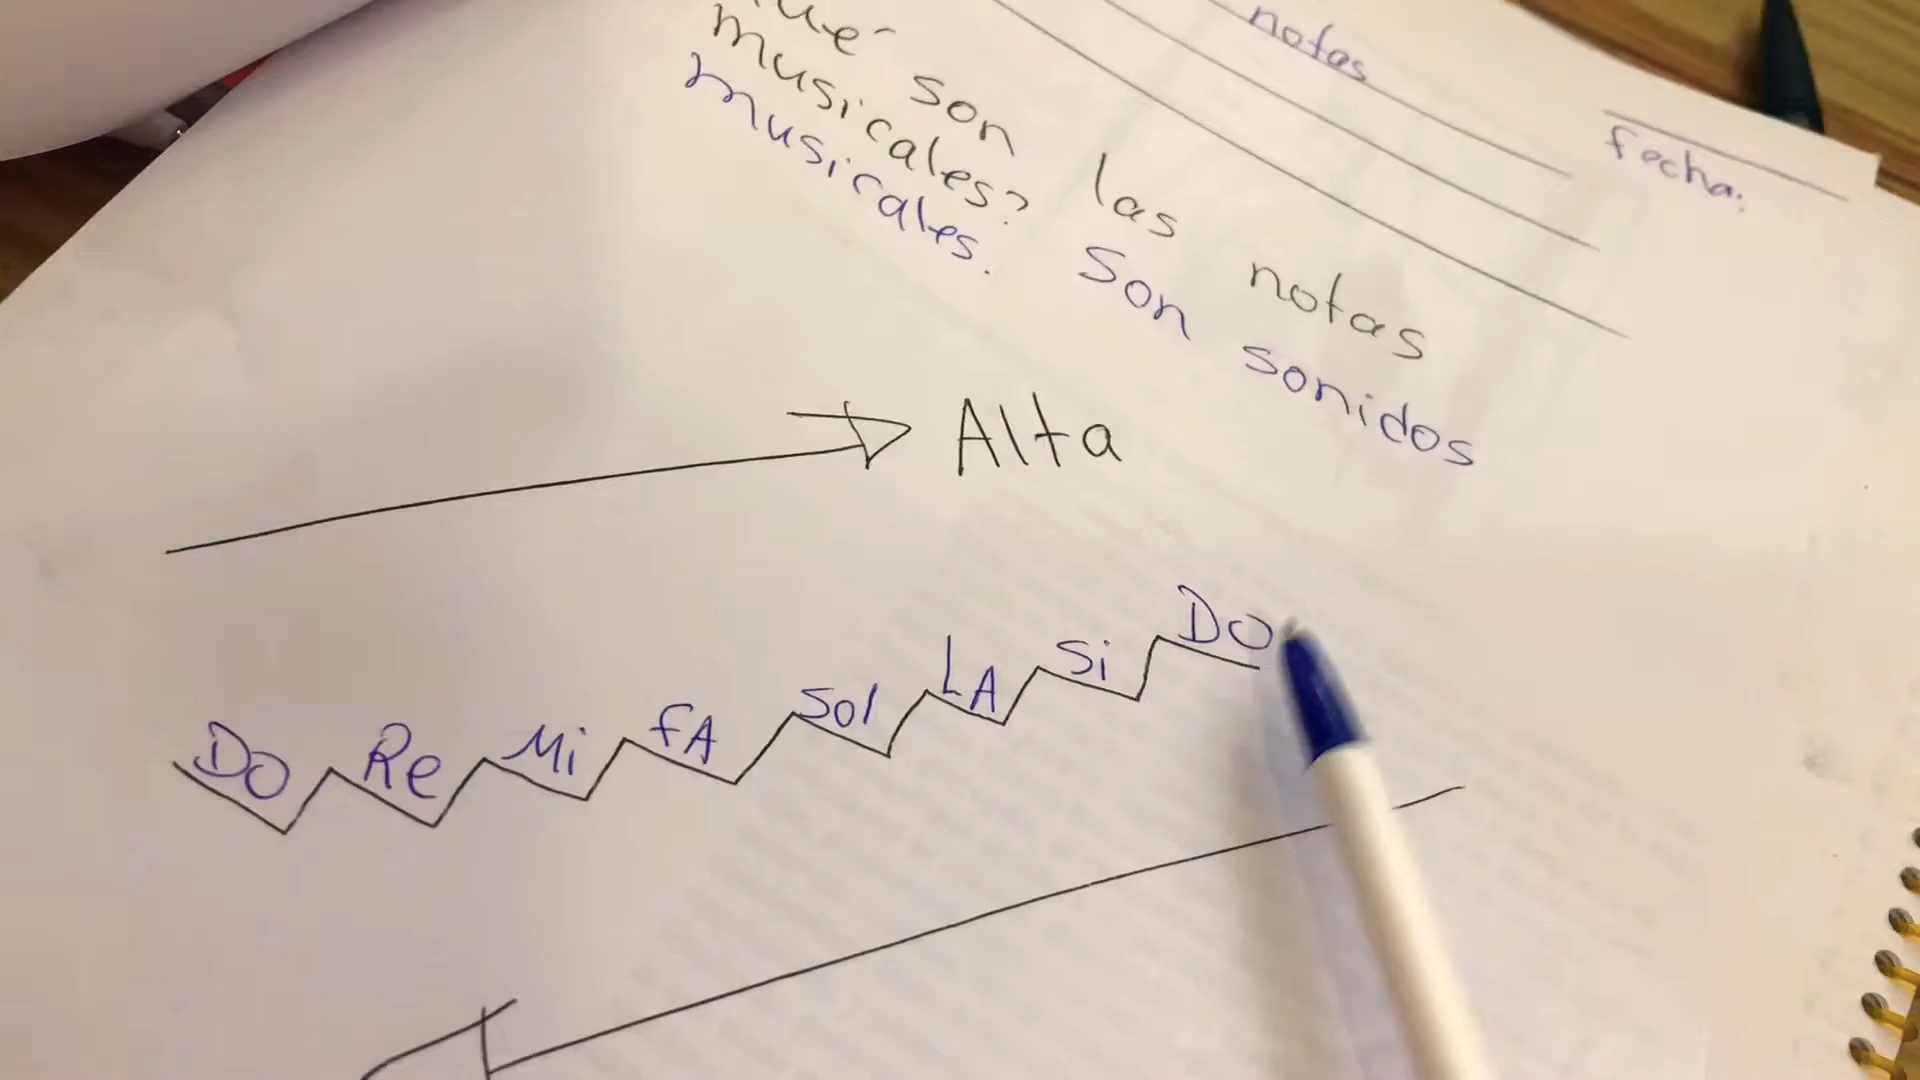 notas
fecha:
son las notas
musicales? Son sonidos
musicales.
Alta
Do Re Mi fA Sol LA Si DO